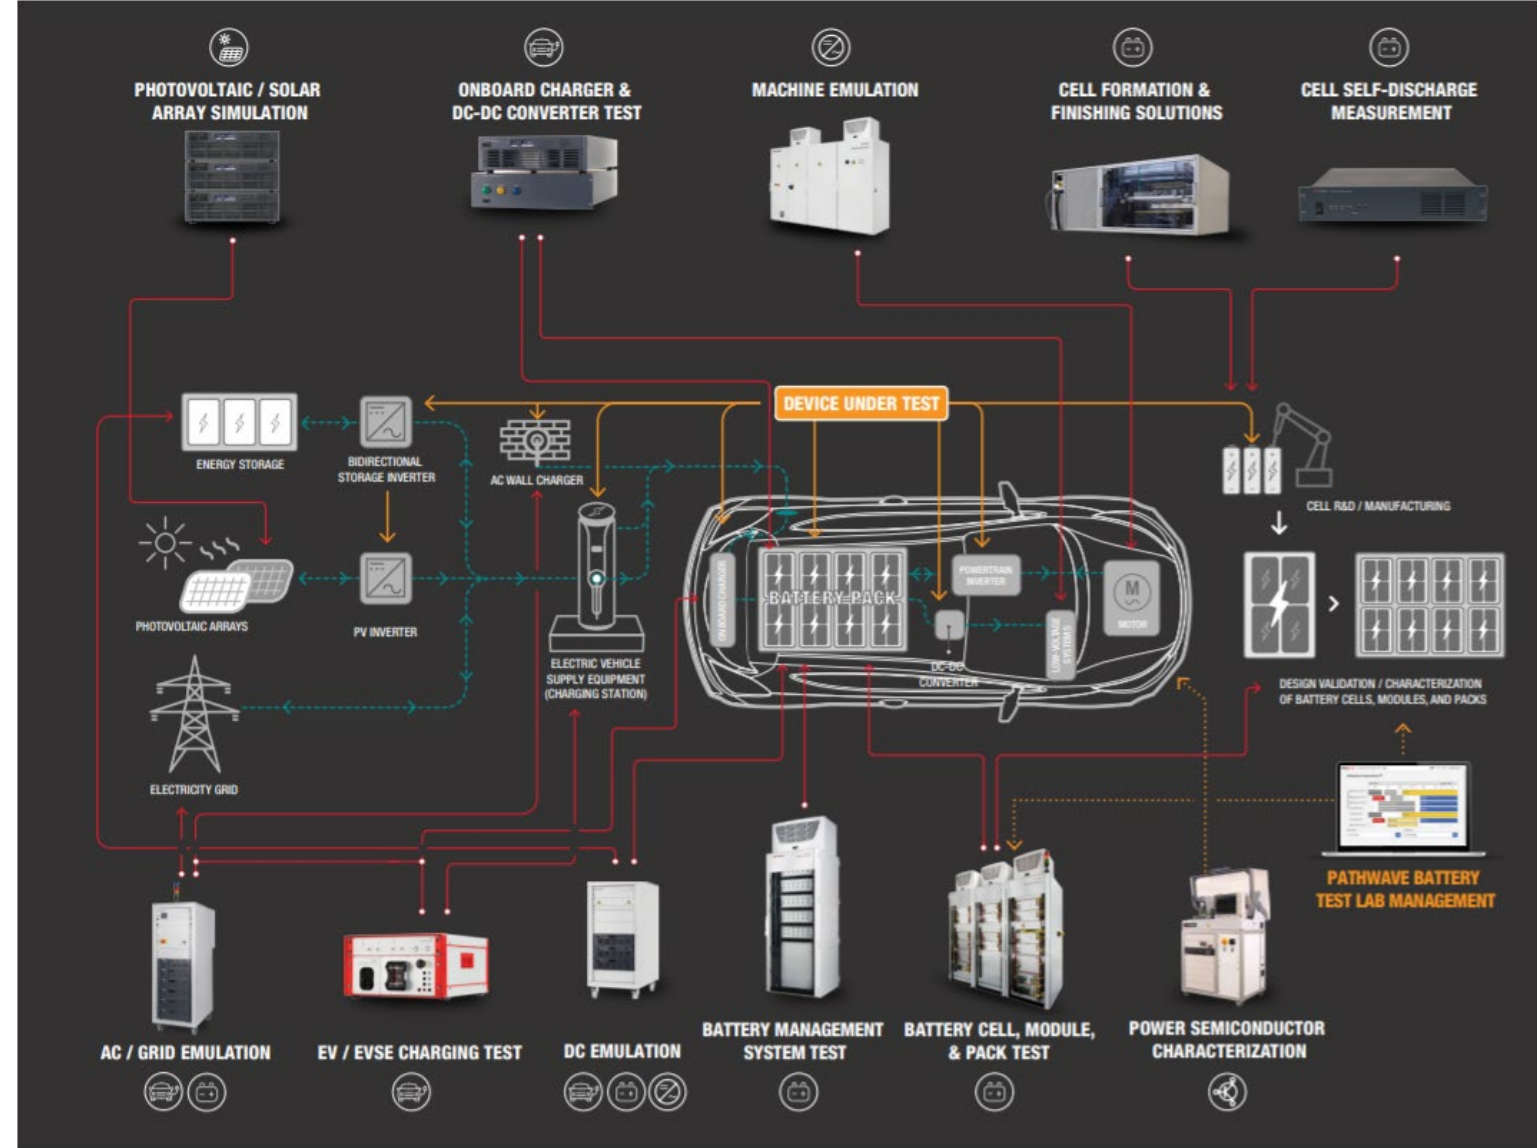 PHOTOVOLTAIC / SOLAR
ARRAY SIMULATION
ONBOARD CHARGER &
DC-DC CONVERTER TEST
MACHINE EMULATION
CELL FORMATION &
FINISHING SOLUTIONS
CELL SELF-DISCHARGE
MEASUREMENT
DEVICE UNDER TEST
ENERGY STORAGE
BIDIRECTIONAL
STORAGE INVERTER
AC WALL CHARGER
CELL R&D / MANUFACTURING
PHOTOVOLTAIC ARRAYS
PV INVERTER
ELECTRIC VEHICLE
SUPPLY EQUIPMENT
(CHARGING STATION)
ON BOARD CHARGER
BATTERY PACK
POWERTRAIN
INVERTER
DC-DC
CONVERTER
LOW-VOLTAGE
SYSTEMS
M
MOTOR
DESIGN VALIDATION / CHARACTERIZATION
OF BATTERY CELLS, MODULES, AND PACKS
ELECTRICITY GRID
PATHWAVE BATTERY
TEST LAB MANAGEMENT
AC / GRID EMULATION
EV / EVSE CHARGING TEST
DC EMULATION
BATTERY MANAGEMENT
SYSTEM TEST
BATTERY CELL, MODULE,
& PACK TEST
POWER SEMICONDUCTOR
CHARACTERIZATION